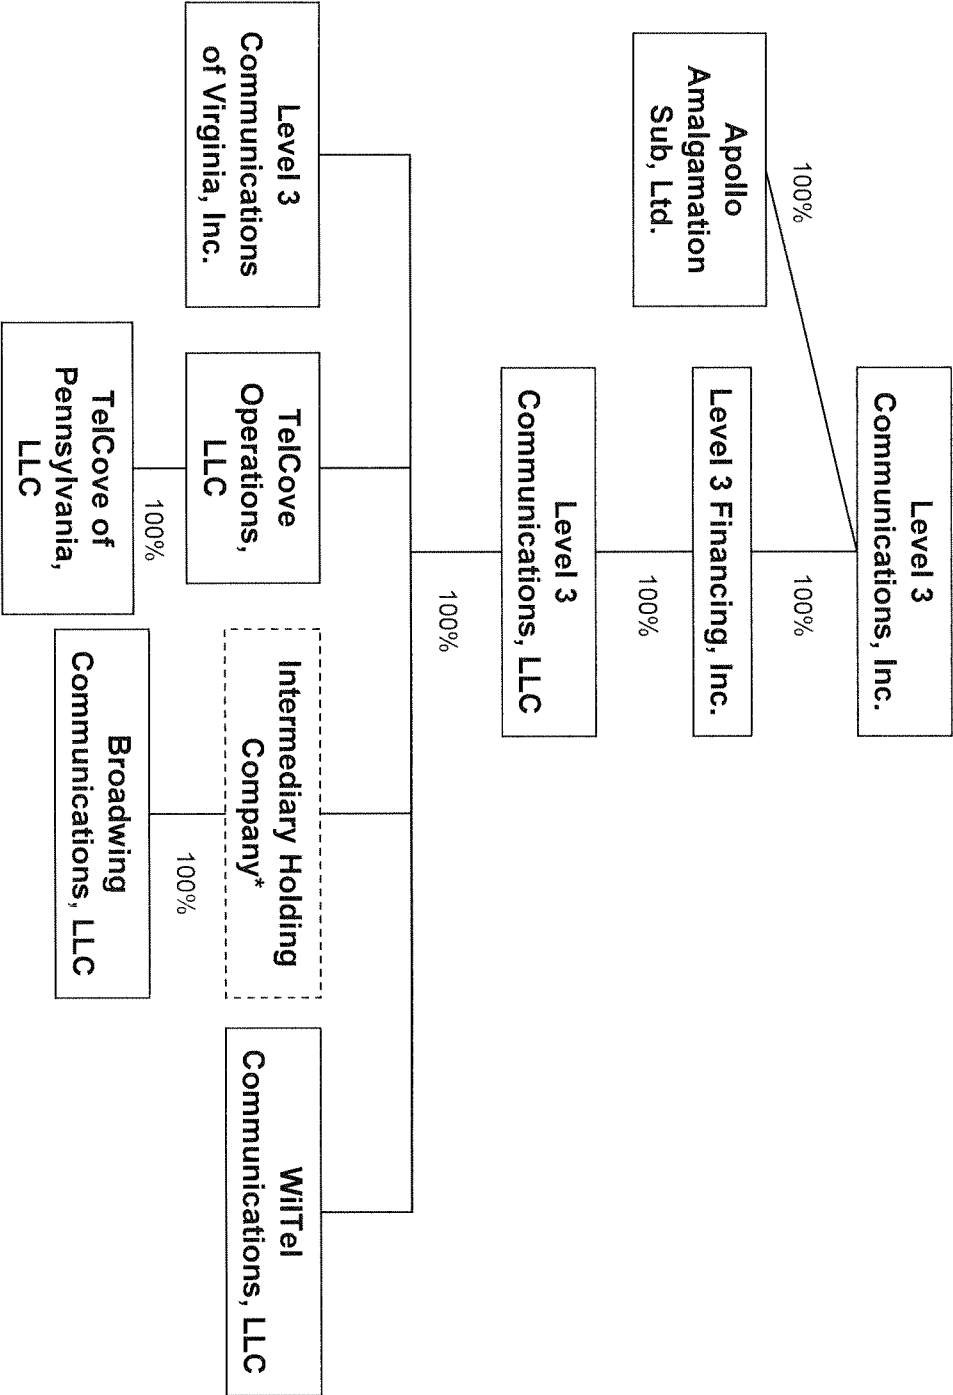 Level 3
Communications, Inc.
100%
100%
Apollo
Amalgamation
Sub, Ltd.
Level 3 Financing, Inc.
100%
Level 3
Communications, LLC
100%
Level 3
Communications
of Virginia, Inc.
TelCove
Operations,
LLC
Intermediary Holding
Company*
WilTel
Communications, LLC
100%
100%
TelCove of
Pennsylvania,
LLC
Broadwing
Communications, LLC